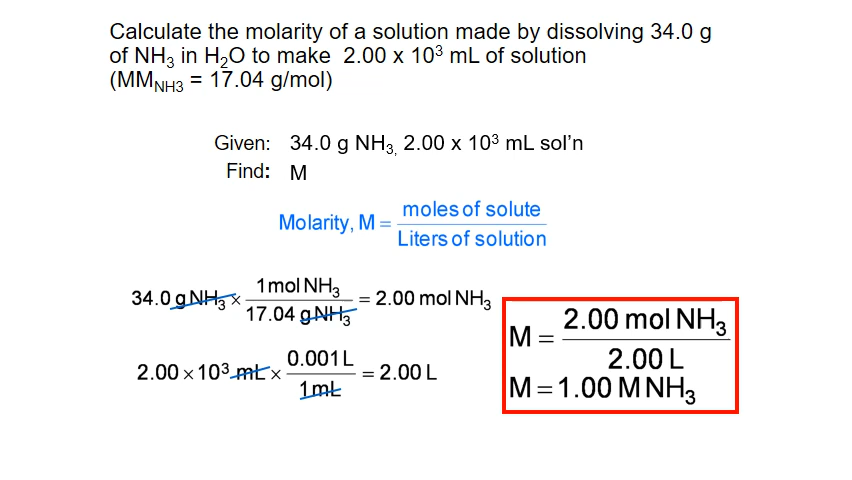 Calculate the molarity of a solution made by dissolving 34.0 g
of NH₃ in H₂O to make 2.00 x 10³ mL of solution
(MM_NH3 = 17.04 g/mol)
Given: 34.0 g NH₃, 2.00 x 10³ mL sol’n
Find: M
Molarity, M = moles of solute / Liters of solution
34.0 g NH₃ × 1 mol NH₃ / 17.04 g NH₃ = 2.00 mol NH₃
2.00 × 10³ mL × 0.001 L / 1 mL = 2.00 L
M = 2.00 mol NH₃ / 2.00 L
M = 1.00 M NH₃